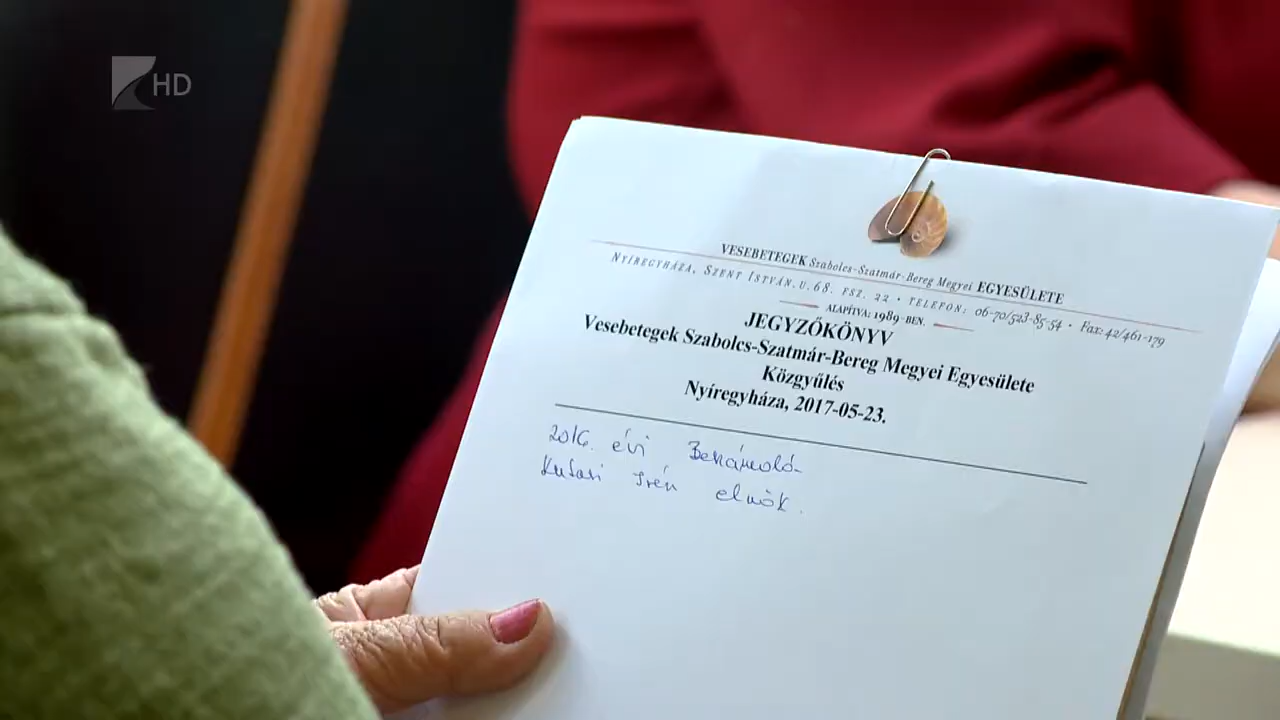 HD
VESEBETEGEK Szabolcs-Szatmár-Bereg Megyei EGYESÜLETE
NYÍREGYHÁZA, SZENT ISTVÁN.U.68. FSZ. 22 • TELEFON: 06-70/523-85-54 • Fax:42/461-179
ALAPÍTVA: 1989-BEN.
JEGYZŐKÖNYV
Vesebetegek Szabolcs-Szatmár-Bereg Megyei Egyesülete
Közgyűlés
Nyíregyháza, 2017-05-23.
2016. évi Beszámoló-
Kutasi Irén elnök.